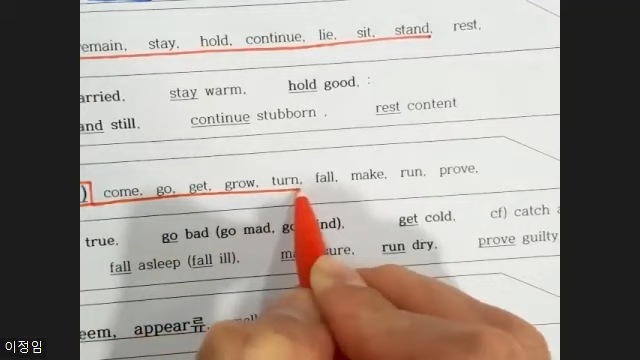 emain, stay, hold, continue, lie, sit, stand, rest,
arried, stay warm, hold good, :
and still, continue stubborn , rest content
) come, go, get, grow, turn, fall, make, run, prove,
true, go bad (go mad, go ind), get cold, cf) catch a
fall asleep (fall ill), ma sure, run dry, prove guilty
eem, appear류,
이정임